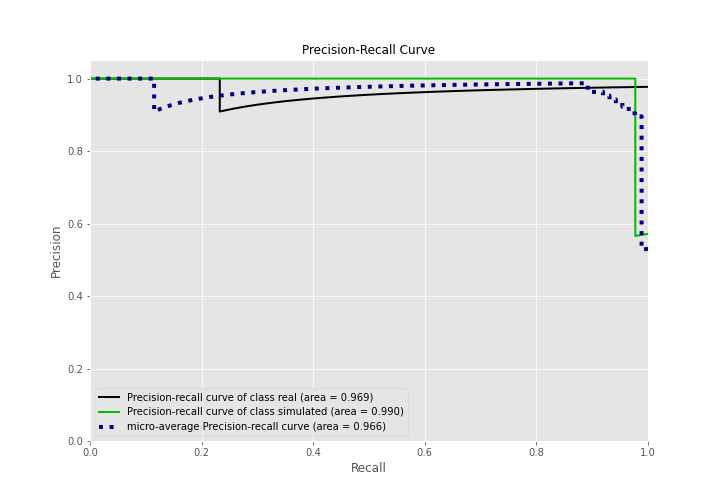 Precision-Recall Curve
1.0
0.8
0.6
0.4
0.2
0.0
Precision
Precision-recall curve of class real (area = 0.969)
Precision-recall curve of class simulated (area = 0.990)
micro-average Precision-recall curve (area = 0.966)
0.0 0.2 0.4 0.6 0.8 1.0
Recall